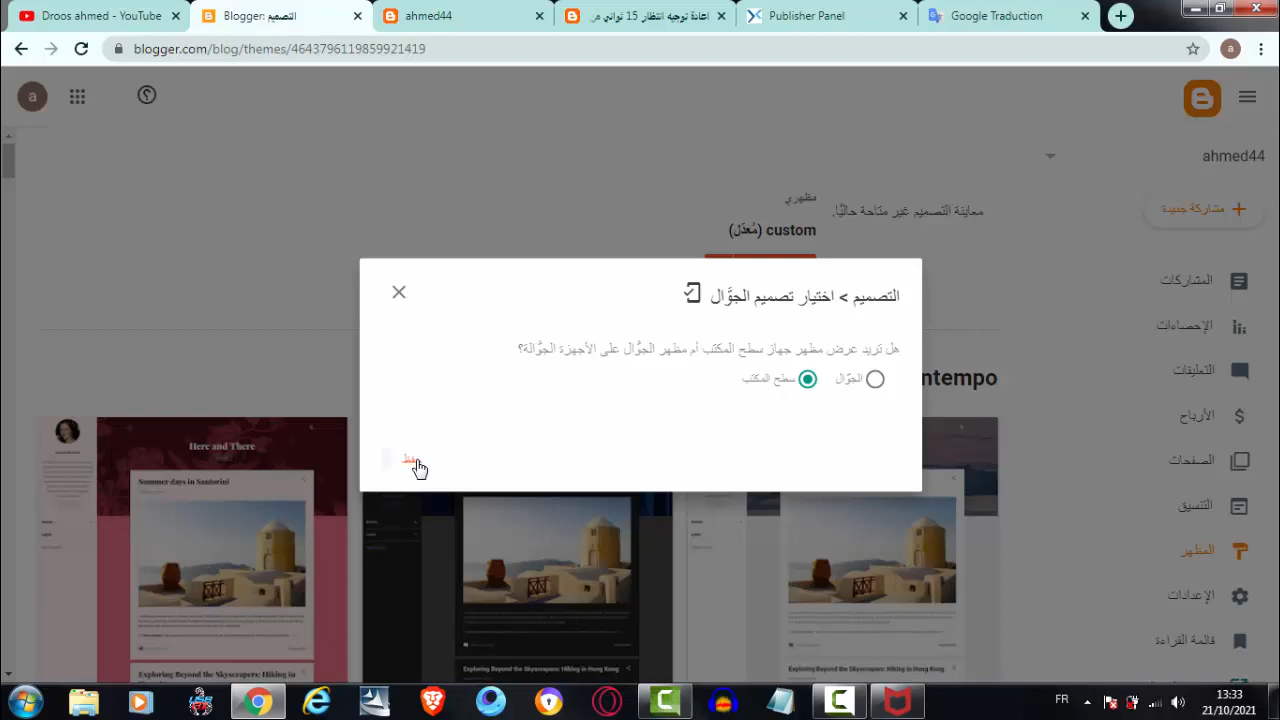 Droos ahmed - YouTube
Blogger: التصميم
ahmed44
اعادة توجيه انتظار 15 ثواني
Publisher Panel
Google Traduction
blogger.com/blog/themes/4643796119859921419
a
a
ahmed44
مشاركة جديدة
المشاركات
الإحصاءات
التعليقات
الأرباح
الصفحات
التنسيق
المظهر
الإعدادات
قائمة القراءة
مظهري
custom (مُعدّل)
معاينة التصميم غير متاحة حاليًّا.
ntempo
التصميم > اختيار تصميم الجوَّال
هل تريد عرض مظهر جهاز سطح المكتب أم مظهر الجوَّال على الأجهزة الجوَّالة؟
الجوّال
سطح المكتب
Here and There
Summer days in Santorini
Exploring Beyond the Skyscrapers: Hiking in
Exploring Beyond the Skyscrapers: Hiking in Hong Kong
Exploring Beyond the Skyscrapers: Hiking in Hong Kong
FR
13:33
21/10/2021